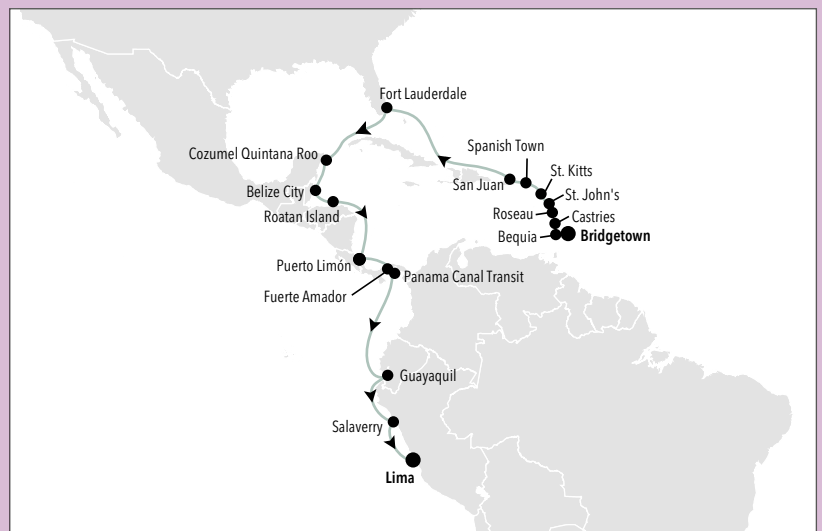 Fort Lauderdale
Spanish Town
Cozumel Quintana Roo
St. Kitts
San Juan
Belize City
St. John's
Roseau
Roatan Island
Castries
Bequia
Bridgetown
Puerto Limón
Panama Canal Transit
Fuerte Amador
Guayaquil
Salaverry
Lima